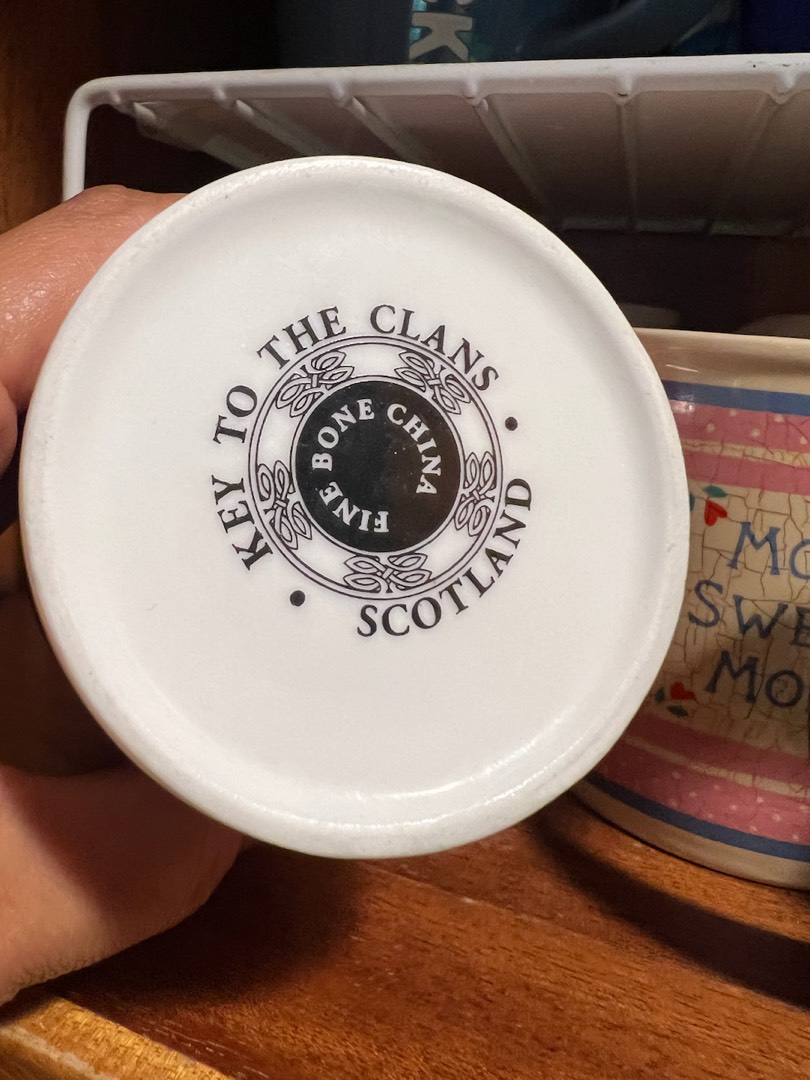 KEY TO THE CLANS • SCOTLAND •
FINE BONE CHINA